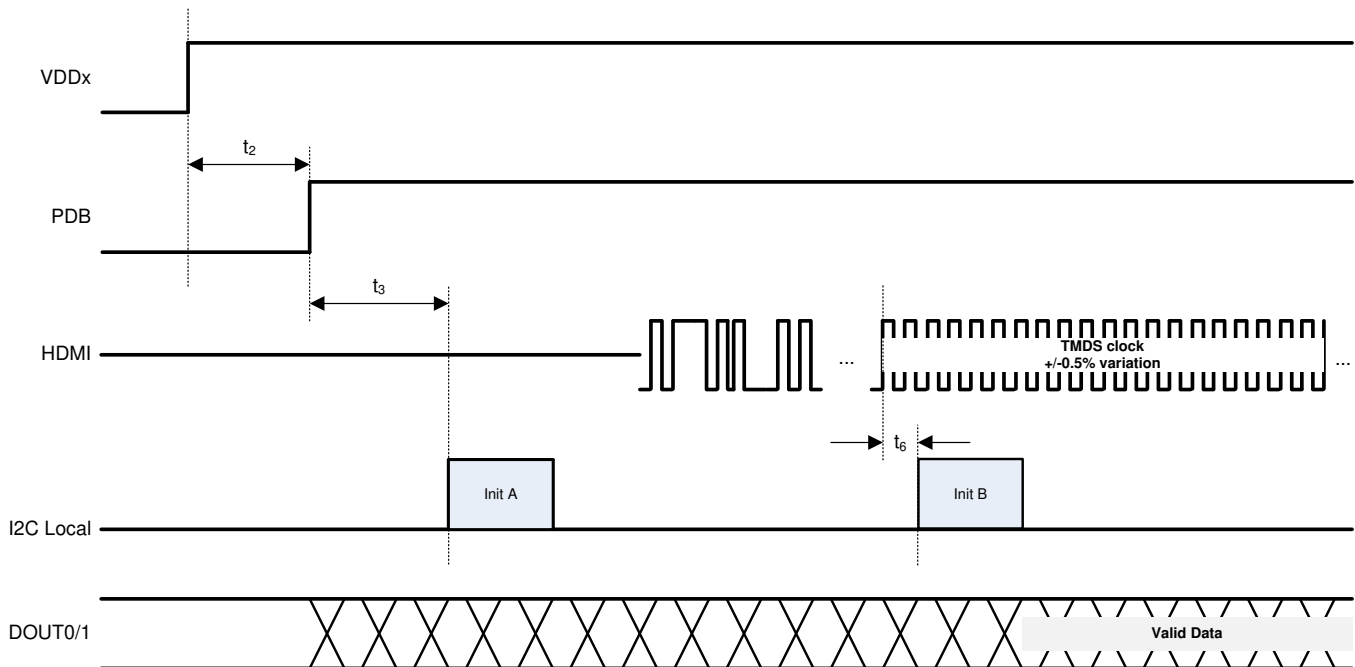 VDDx
t₂
PDB
t₃
HDMI
...
TMDS clock
+/-0.5% variation
...
t₆
Init A
Init B
I2C Local
DOUT0/1
Valid Data